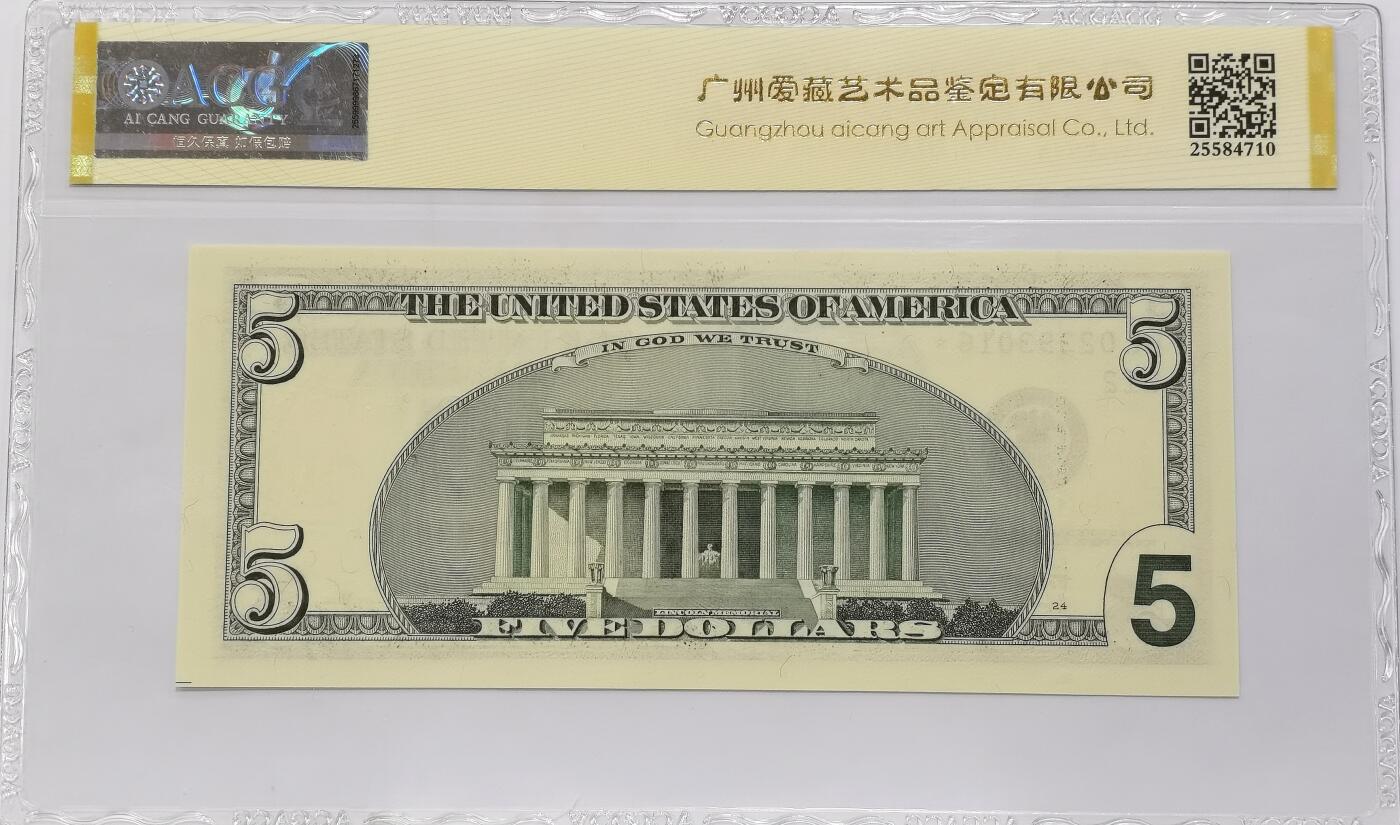 ACG
AI CANG GUARANTY
恒久保真 如假包赔
广州爱藏艺术品鉴定有限公司
Guangzhou aicang art Appraisal Co., Ltd.
25584710
5
THE UNITED STATES OF AMERICA
5
IN GOD WE TRUST
LINCOLN MEMORIAL
24
5
FIVE DOLLARS
5